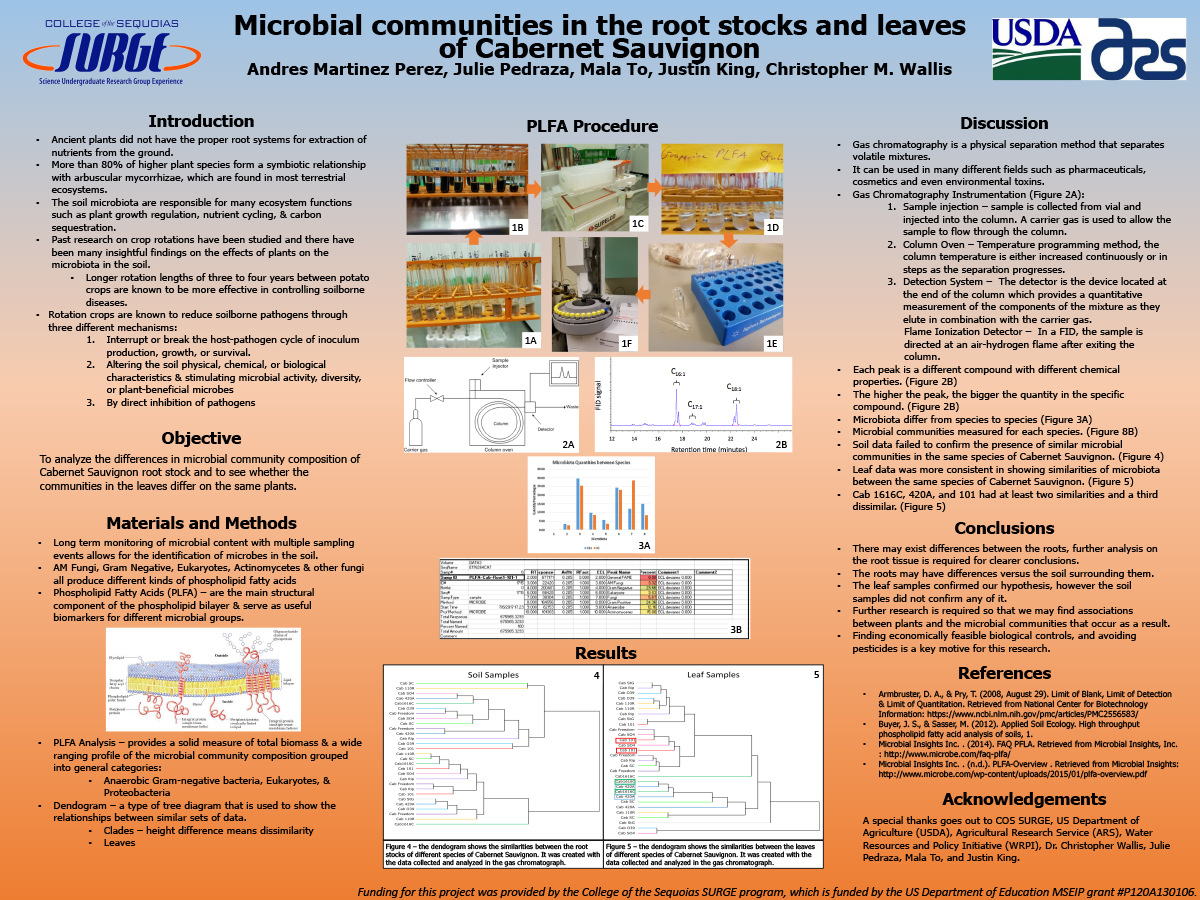 COLLEGE of the SEQUOIAS
SURGE
Science Undergraduate Research Group Experience
Microbial communities in the root stocks and leaves
of Cabernet Sauvignon
Andres Martinez Perez, Julie Pedraza, Mala To, Justin King, Christopher M. Wallis
USDA
ars
Introduction
- Ancient plants did not have the proper root systems for extraction of
nutrients from the ground.
- More than 80% of higher plant species form a symbiotic relationship
with arbuscular mycorrhizae, which are found in most terrestrial
ecosystems.
- The soil microbiota are responsible for many ecosystem functions
such as plant growth regulation, nutrient cycling, & carbon
sequestration.
- Past research on crop rotations have been studied and there have
been many insightful findings on the effects of plants on the
microbiota in the soil.
• Longer rotation lengths of three to four years between potato
crops are known to be more effective in controlling soilborne
diseases.
- Rotation crops are known to reduce soilborne pathogens through
three different mechanisms:
1. Interrupt or break the host-pathogen cycle of inoculum
production, growth, or survival.
2. Altering the soil physical, chemical, or biological
characteristics & stimulating microbial activity, diversity,
or plant-beneficial microbes
3. By direct inhibition of pathogens
Objective
To analyze the differences in microbial community composition of
Cabernet Sauvignon root stock and to see whether the
communities in the leaves differ on the same plants.
Materials and Methods
• Long term monitoring of microbial content with multiple sampling
events allows for the identification of microbes in the soil.
• AM Fungi, Gram Negative, Eukaryotes, Actinomycetes & other fungi
all produce different kinds of phospholipid fatty acids
• Phospholipid Fatty Acids (PLFA) – are the main structural
component of the phospholipid bilayer & serve as useful
biomarkers for different microbial groups.
Outside
Inside
• PLFA Analysis – provides a solid measure of total biomass & a wide
ranging profile of the microbial community composition grouped
into general categories:
• Anaerobic Gram-negative bacteria, Eukaryotes, &
Proteobacteria
• Dendogram – a type of tree diagram that is used to show the
relationships between similar sets of data.
• Clades – height difference means dissimilarity
• Leaves
PLFA Procedure
Grapevine PLFA
SUPELCO
1B
1C
1D
1A
1F
1E
Sample
injector
Flow controller
Waste
Column
Detector
Carrier gas
Column oven
2A
FID signal
C16:1
C17:1
C18:1
12 14 16 18 20 22 24 26
Retention time (minutes)
2B
Microbiota Quantities between Species
1 2 3 4 5 6 7 8
Microbiota
3A
3B
Results
Soil Samples
4
Leaf Samples
5
Figure 4 – the dendogram shows the similarities between the root
stocks of different species of Cabernet Sauvignon. It was created with
the data collected and analyzed in the gas chromatograph.
Figure 5 – the dendogram shows the similarities between the leaves
of different species of Cabernet Sauvignon. It was created with the
data collected and analyzed in the gas chromatograph.
Discussion
- Gas chromatography is a physical separation method that separates
volatile mixtures.
- It can be used in many different fields such as pharmaceuticals,
cosmetics and even environmental toxins.
- Gas Chromatography Instrumentation (Figure 2A):
1. Sample injection – sample is collected from vial and
injected into the column. A carrier gas is used to allow the
sample to flow through the column.
2. Column Oven – Temperature programming method, the
column temperature is either increased continuously or in
steps as the separation progresses.
3. Detection System – The detector is the device located at
the end of the column which provides a quantitative
measurement of the components of the mixture as they
elute in combination with the carrier gas.
Flame Ionization Detector – In a FID, the sample is
directed at an air-hydrogen flame after exiting the
column.
- Each peak is a different compound with different chemical
properties. (Figure 2B)
- The higher the peak, the bigger the quantity in the specific
compound. (Figure 2B)
- Microbiota differ from species to species (Figure 3A)
- Microbial communities measured for each species. (Figure 8B)
- Soil data failed to confirm the presence of similar microbial
communities in the same species of Cabernet Sauvignon. (Figure 4)
- Leaf data was more consistent in showing similarities of microbiota
between the same species of Cabernet Sauvignon. (Figure 5)
- Cab 1616C, 420A, and 101 had at least two similarities and a third
dissimilar. (Figure 5)
Conclusions
- There may exist differences between the roots, further analysis on
the root tissue is required for clearer conclusions.
- The roots may have differences versus the soil surrounding them.
- The leaf samples confirmed our hypothesis, however the soil
samples did not confirm any of it.
- Further research is required so that we may find associations
between plants and the microbial communities that occur as a result.
- Finding economically feasible biological controls, and avoiding
pesticides is a key motive for this research.
References
- Armbruster, D. A., & Pry, T. (2008, August 29). Limit of Blank, Limit of Detection
& Limit of Quantitation. Retrieved from National Center for Biotechnology
Information: https://www.ncbi.nlm.nih.gov/pmc/articles/PMC2556583/
- Buyer, J. S., & Sasser, M. (2012). Applied Soil Ecology. High throughput
phospholipid fatty acid analysis of soils, 1.
- Microbial Insights Inc. . (2014). FAQ PFLA. Retrieved from Microbial Insights, Inc.
: http://www.microbe.com/faq-plfa/
- Microbial Insights Inc. . (n.d.). PLFA-Overview . Retrieved from Microbial Insights:
http://www.microbe.com/wp-content/uploads/2015/01/plfa-overview.pdf
Acknowledgements
A special thanks goes out to COS SURGE, US Department of
Agriculture (USDA), Agricultural Research Service (ARS), Water
Resources and Policy Initiative (WRPI), Dr. Christopher Wallis, Julie
Pedraza, Mala To, and Justin King.
Funding for this project was provided by the College of the Sequoias SURGE program, which is funded by the US Department of Education MSEIP grant #P120A130106.